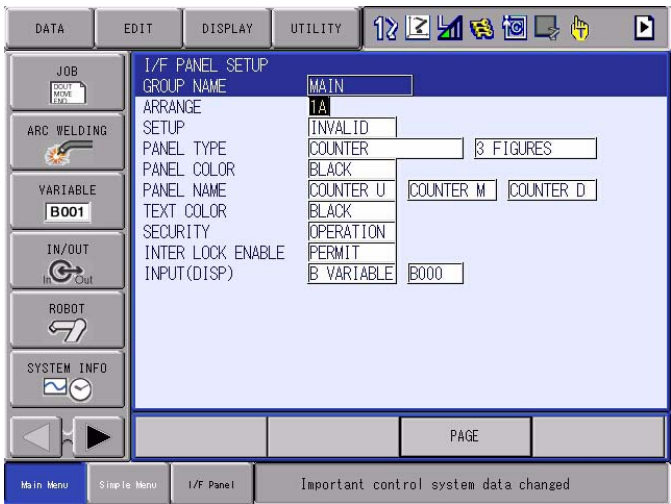 DATA EDIT DISPLAY UTILITY
JOB
DOUT
MOVE
END
ARC WELDING
VARIABLE
B001
IN/OUT
In Out
ROBOT
SYSTEM INFO
I/F PANEL SETUP
GROUP NAME MAIN
ARRANGE 1A
SETUP INVALID
PANEL TYPE COUNTER 3 FIGURES
PANEL COLOR BLACK
PANEL NAME COUNTER U COUNTER M COUNTER D
TEXT COLOR BLACK
SECURITY OPERATION
INTER LOCK ENABLE PERMIT
INPUT(DISP) B VARIABLE B000
PAGE
Main Menu Simple Menu I/F Panel Important control system data changed